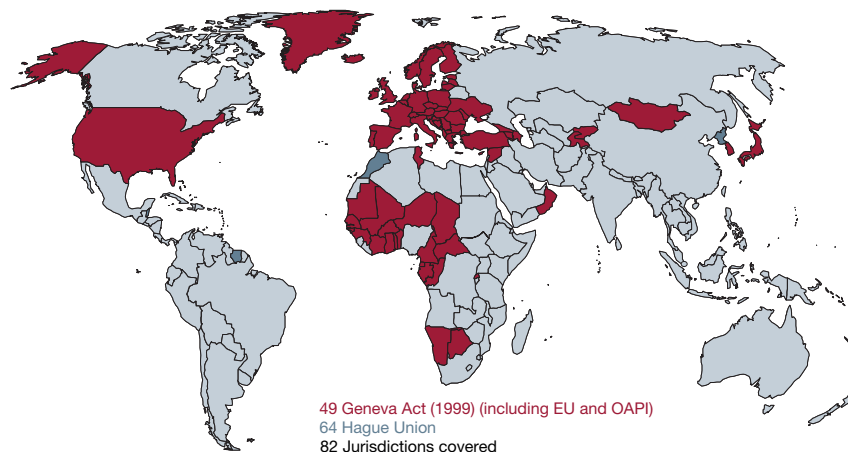 49 Geneva Act (1999) (including EU and OAPI)
64 Hague Union
82 Jurisdictions covered